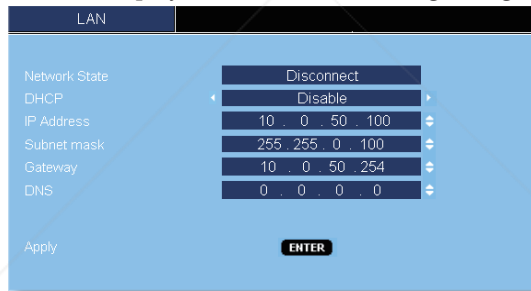 LAN
Network State Disconnect
DHCP Disable
IP Address 10 . 0 . 50 . 100
Subnet mask 255 . 255 . 0 . 100
Gateway 10 . 0 . 50 . 254
DNS 0 . 0 . 0 . 0
Apply ENTER